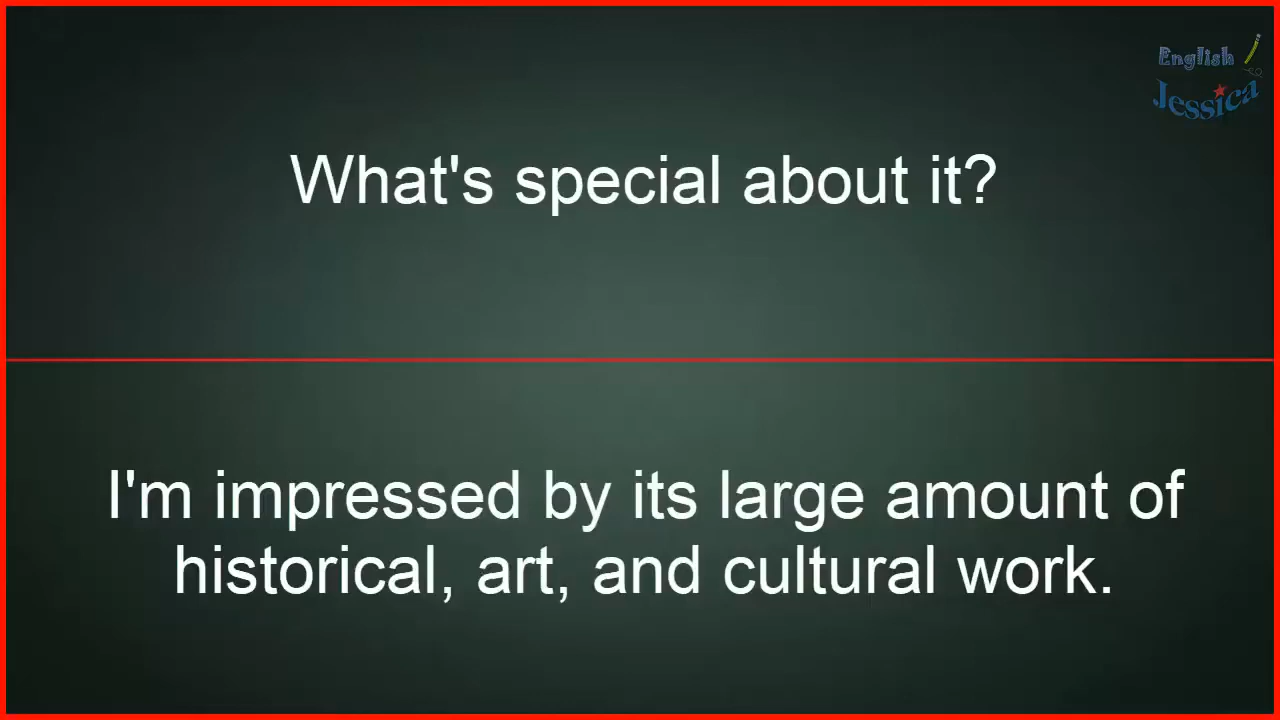 English
Jessica
What's special about it?
I'm impressed by its large amount of
historical, art, and cultural work.